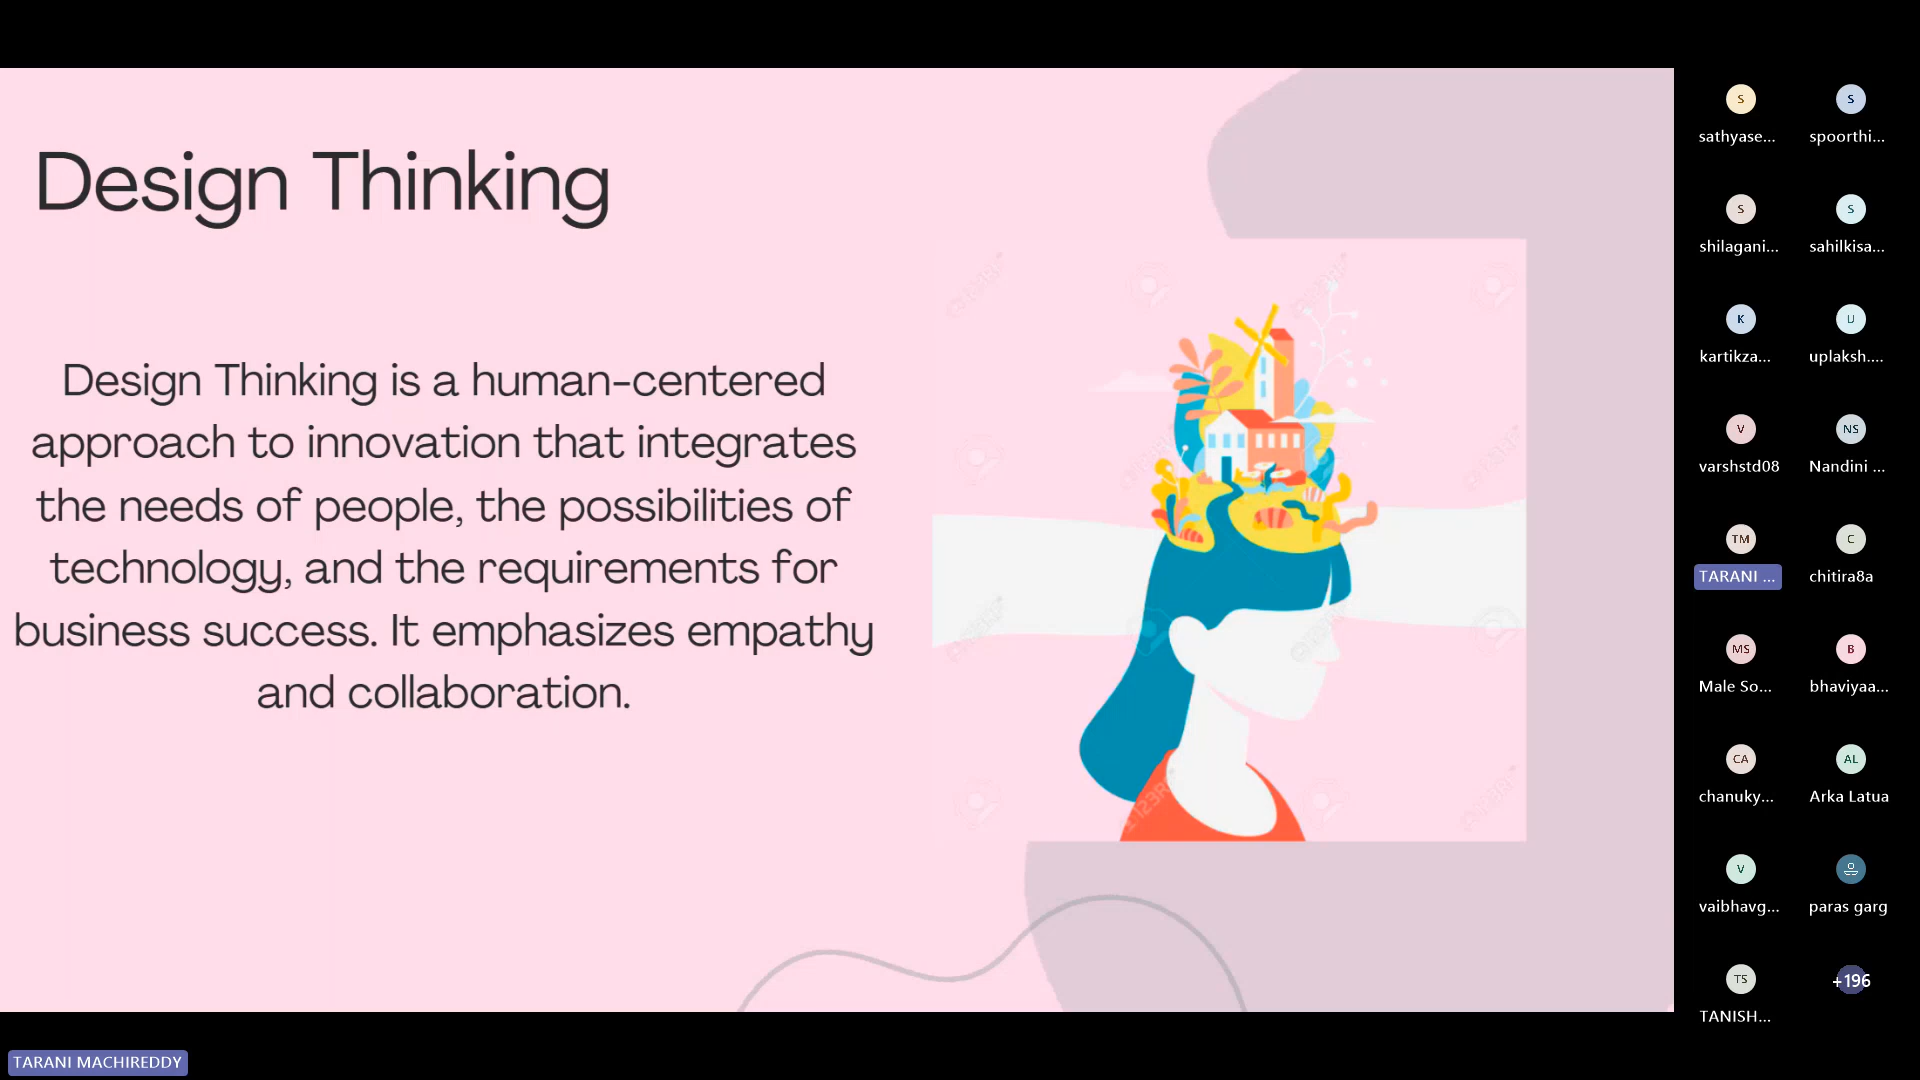 Design Thinking
Design Thinking is a human-centered
approach to innovation that integrates
the needs of people, the possibilities of
technology, and the requirements for
business success. It emphasizes empathy
and collaboration.
S
sathyase...
S
spoorthi...
S
shilagani...
S
sahilkisa...
K
kartikza...
U
uplaksh....
V
varshstd08
NS
Nandini ...
TM
TARANI ...
C
chitira8a
MS
Male So...
B
bhaviyaa...
CA
chanuky...
AL
Arka Latua
V
vaibhavg...
paras garg
TS
TANISH...
+196
TARANI MACHIREDDY